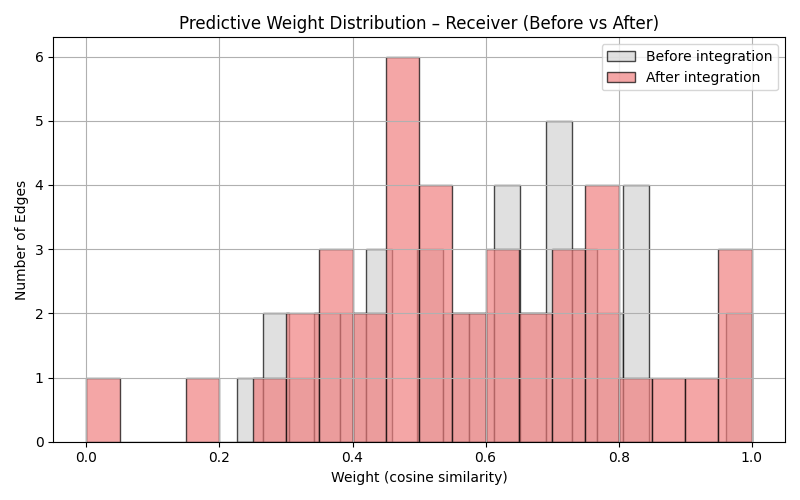 Predictive Weight Distribution – Receiver (Before vs After)
Before integration
After integration
Number of Edges
6
5
4
3
2
1
0
0.0 0.2 0.4 0.6 0.8 1.0
Weight (cosine similarity)